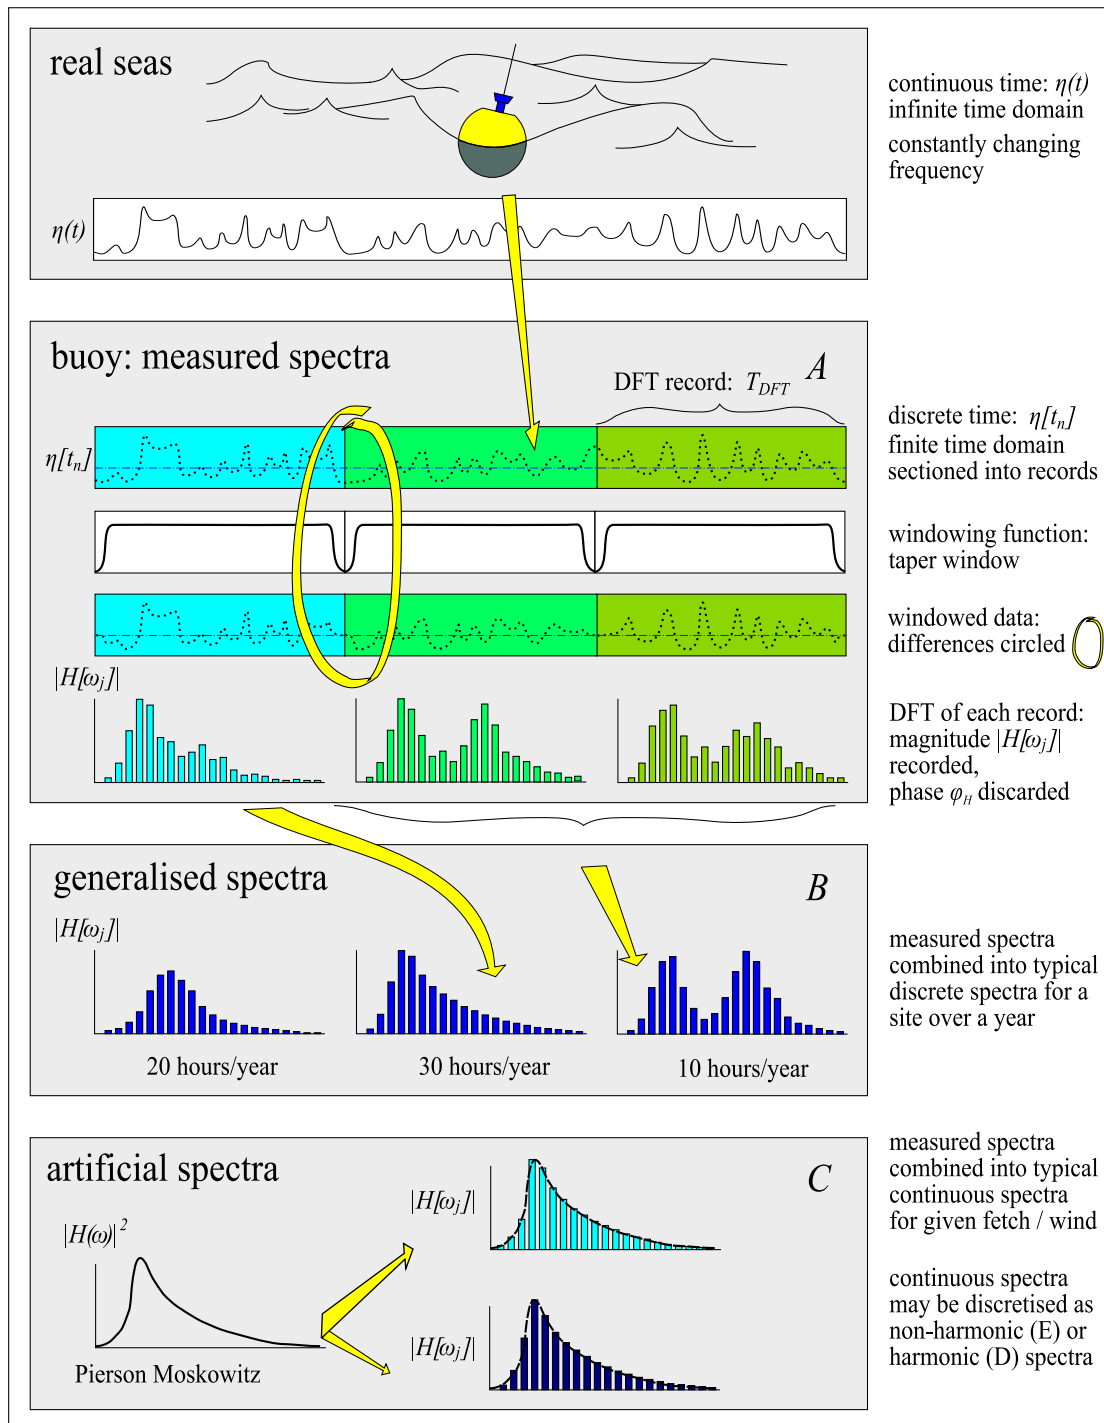 real seas
continuous time: η(t)
infinite time domain
constantly changing
frequency
η(t)
buoy: measured spectra
A
DFT record: T_DFT
discrete time: η[t_n]
finite time domain
sectioned into records
η[t_n]
windowing function:
taper window
windowed data:
differences circled
|H[ω_j]|
DFT of each record:
magnitude |H[ω_j]|
recorded,
phase φ_H discarded
generalised spectra
B
|H[ω_j]|
measured spectra
combined into typical
discrete spectra for a
site over a year
20 hours/year
30 hours/year
10 hours/year
artificial spectra
C
measured spectra
combined into typical
continuous spectra
for given fetch / wind
|H(ω)|²
|H[ω_j]|
|H[ω_j]|
continuous spectra
may be discretised as
non-harmonic (E) or
harmonic (D) spectra
Pierson Moskowitz